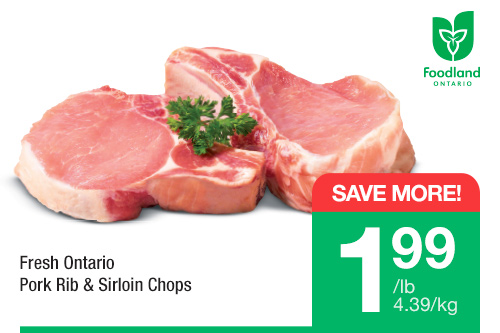 Foodland
ONTARIO
SAVE MORE!
Fresh Ontario
Pork Rib & Sirloin Chops
1 99
/lb
4.39/kg